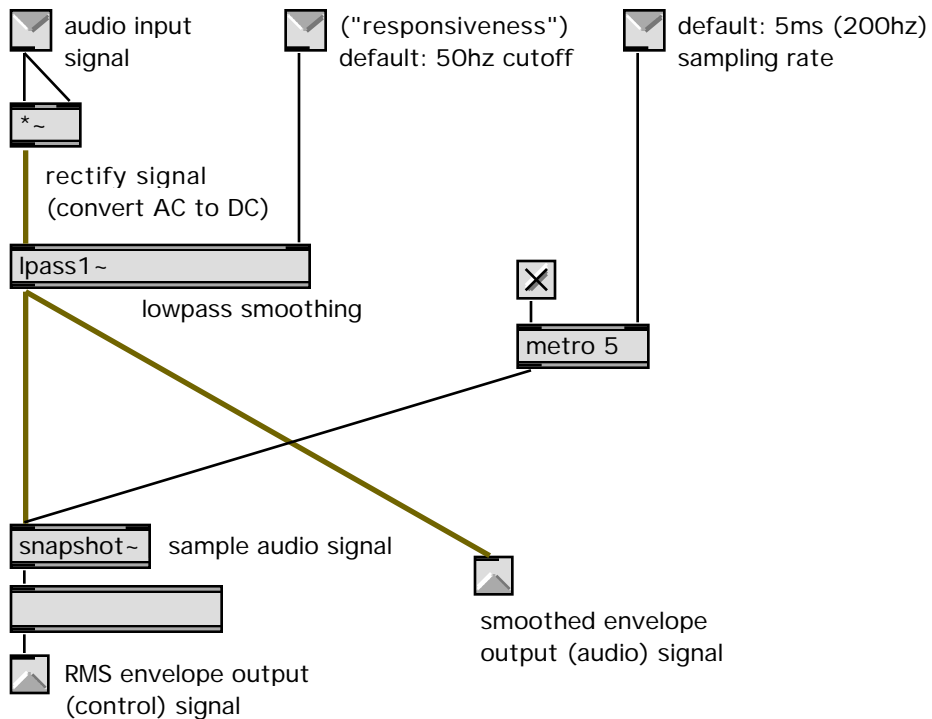 audio input
signal
("responsiveness")
default: 50hz cutoff
default: 5ms (200hz)
sampling rate
*~
rectify signal
(convert AC to DC)
lpass1~
lowpass smoothing
metro 5
snapshot~
sample audio signal
smoothed envelope
output (audio) signal
RMS envelope output
(control) signal